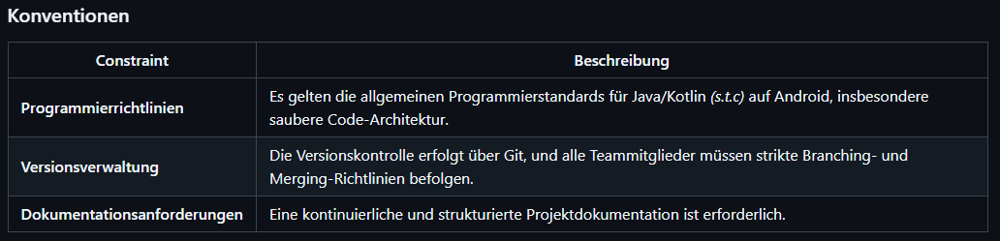 Konventionen
Constraint Beschreibung
Programmierrichtlinien Es gelten die allgemeinen Programmierstandards für Java/Kotlin (s.t.c) auf Android, insbesondere
saubere Code-Architektur.
Versionsverwaltung Die Versionskontrolle erfolgt über Git, und alle Teammitglieder müssen strikte Branching- und
Merging-Richtlinien befolgen.
Dokumentationsanforderungen Eine kontinuierliche und strukturierte Projektdokumentation ist erforderlich.